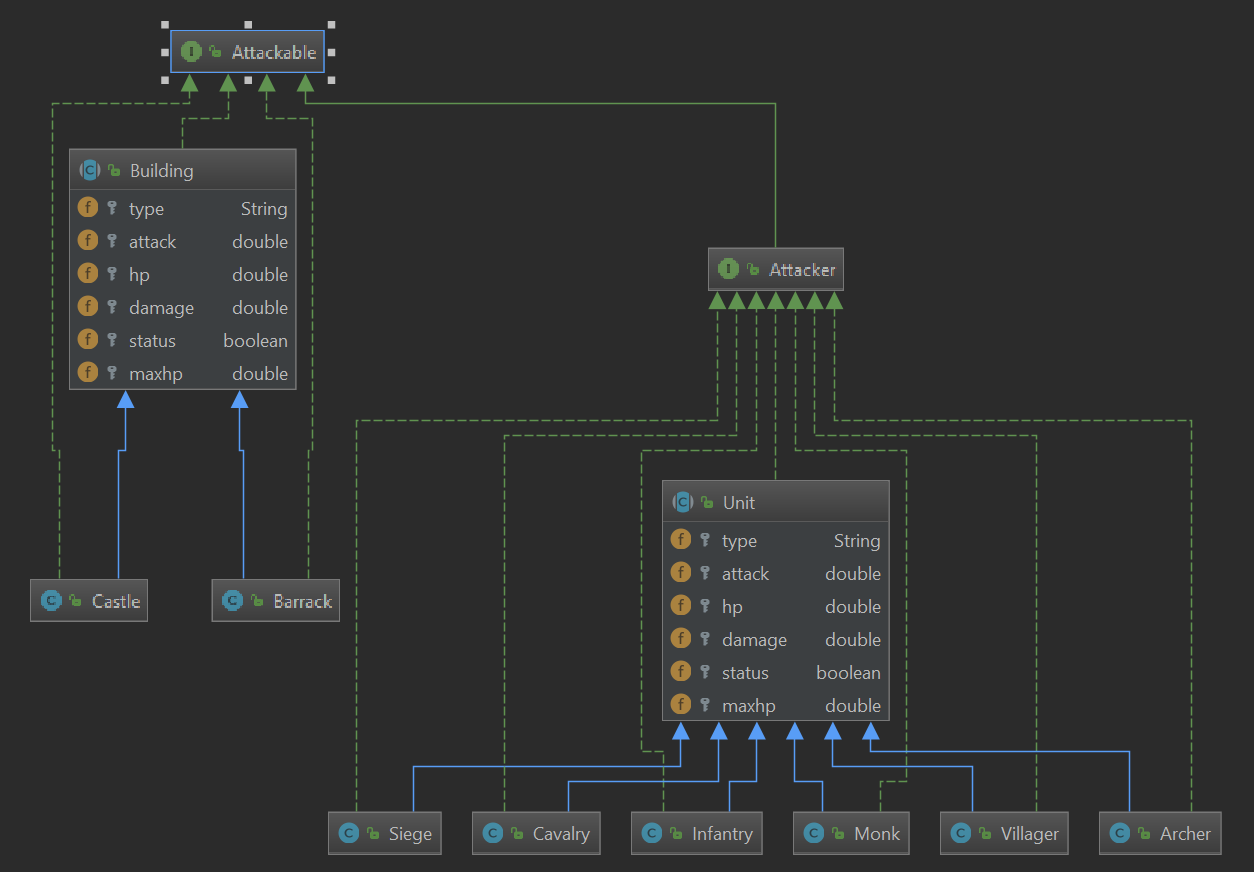 I Attackable
C Building
f type String
f attack double
f hp double
f damage double
f status boolean
f maxhp double
I Attacker
C Unit
f type String
f attack double
f hp double
f damage double
f status boolean
f maxhp double
C Castle
C Barrack
C Siege
C Cavalry
C Infantry
C Monk
C Villager
C Archer